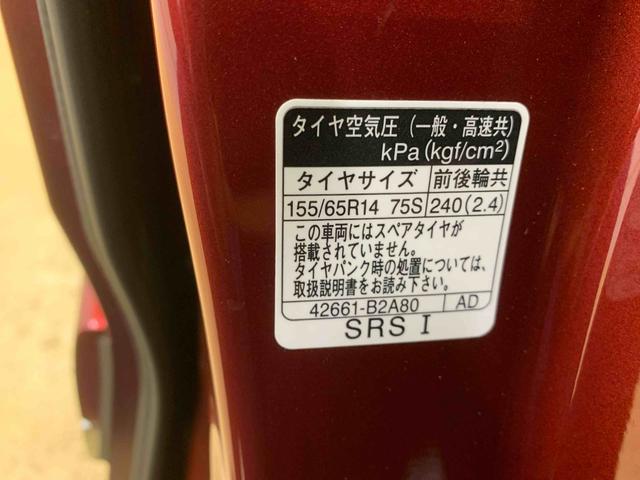 タイヤ空気圧 (一般・高速共)
kPa(kgf/cm²)
タイヤサイズ 前後輪共
155/65R14 75S 240(2.4)
この車両にはスペアタイヤが
搭載されていません。
タイヤパンク時の処置については、
取扱説明書をお読みください。
42661-B2A80 AD
SRS I